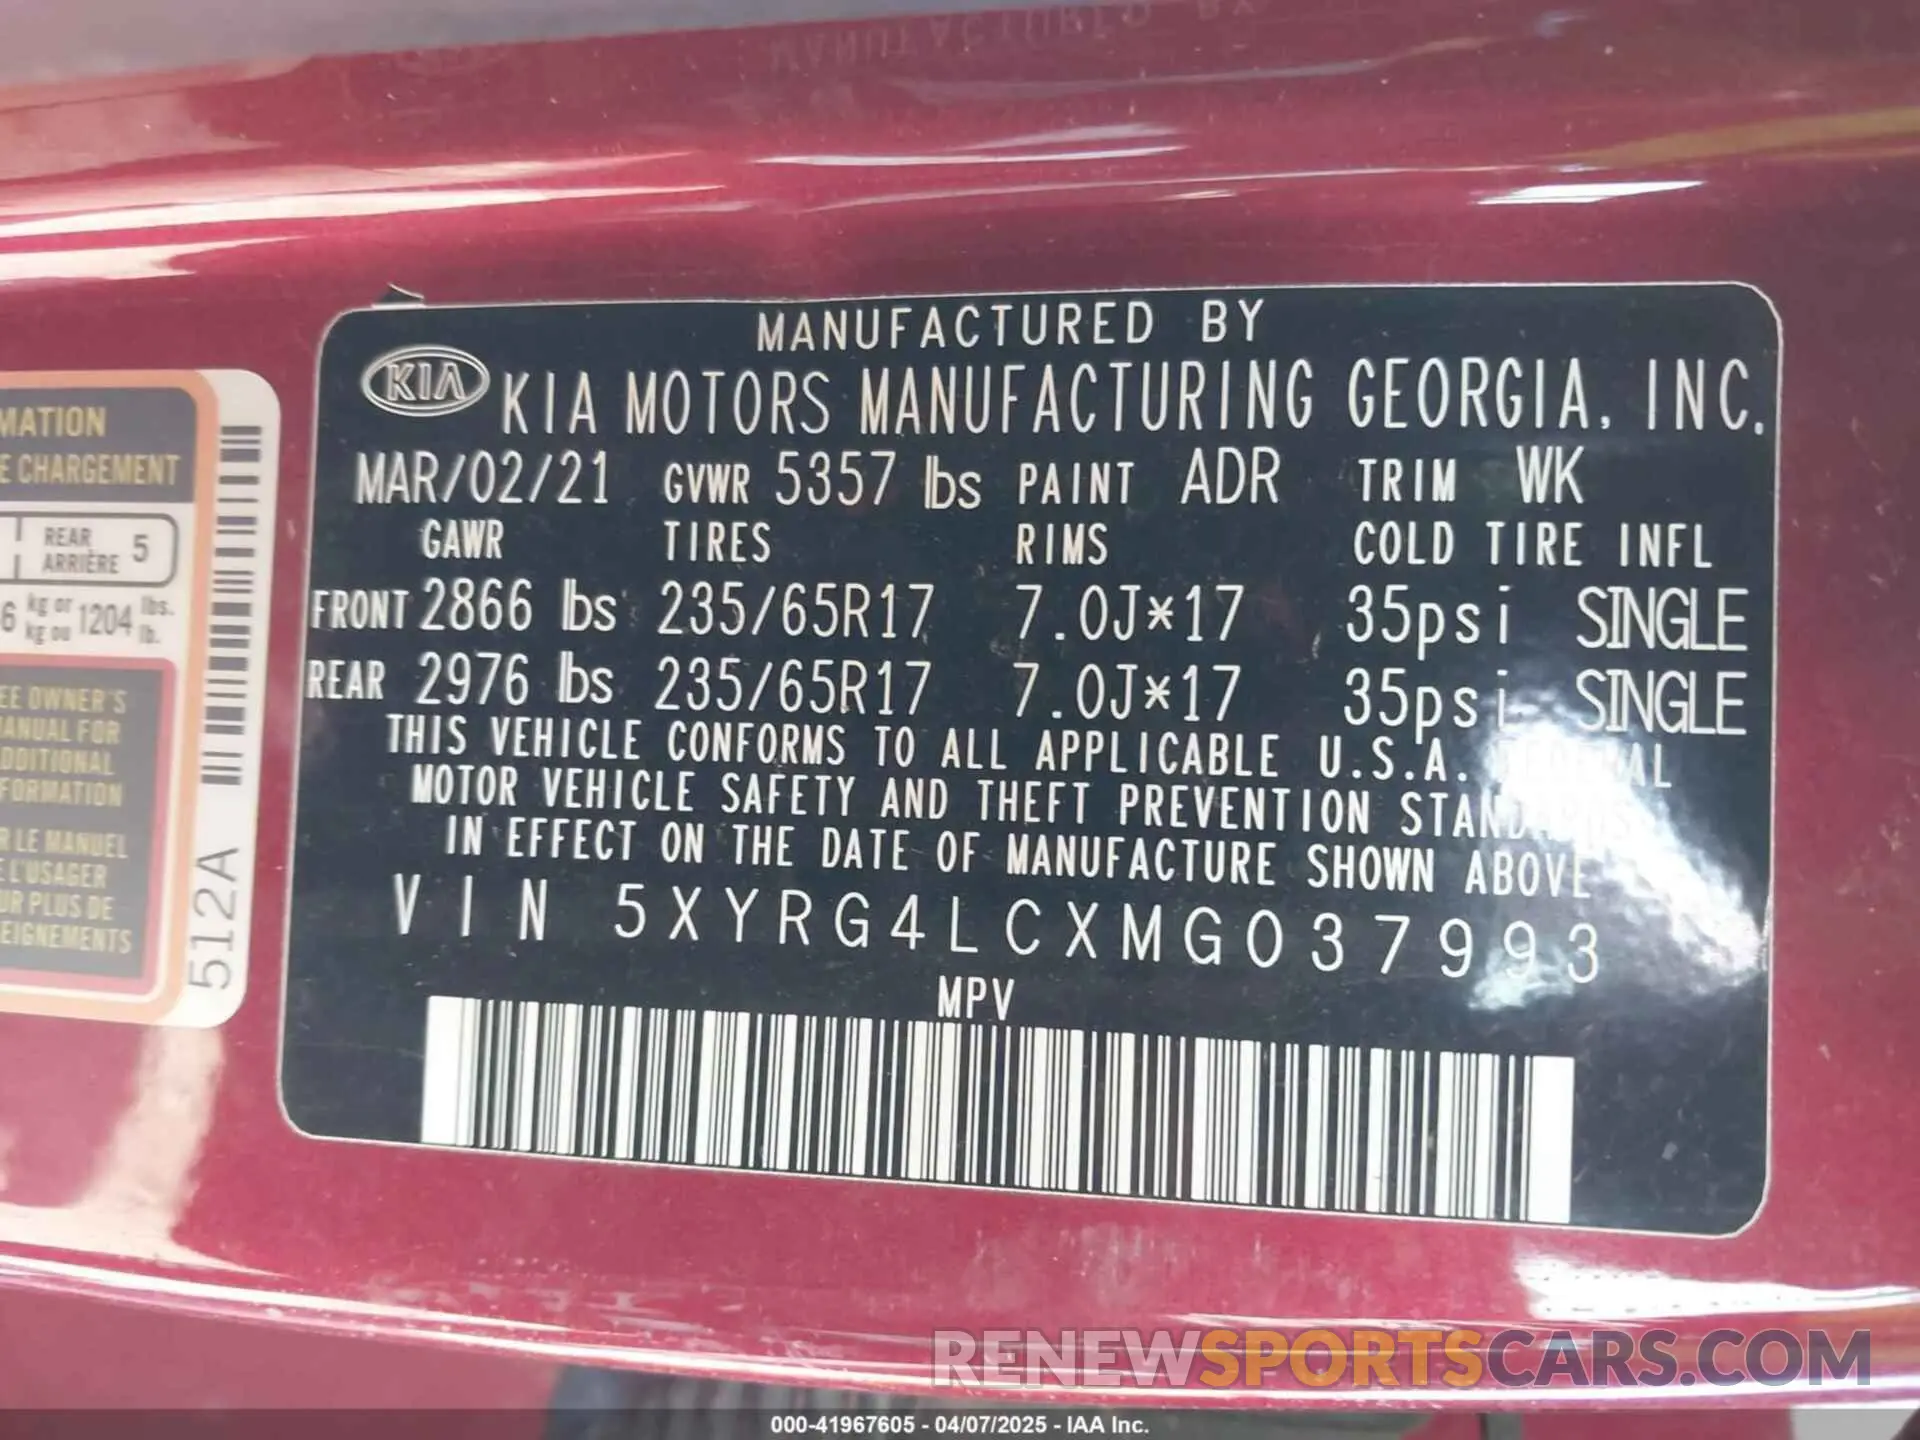 MANUFACTURED BY
KIA KIA MOTORS MANUFACTURING GEORGIA, INC.
MAR/02/21 GVWR 5357 lbs PAINT ADR TRIM WK
GAWR TIRES RIMS COLD TIRE INFL
FRONT 2866 lbs 235/65R17 7.0J*17 35psi SINGLE
REAR 2976 lbs 235/65R17 7.0J*17 35psi SINGLE
THIS VEHICLE CONFORMS TO ALL APPLICABLE U.S.A. FEDERAL
MOTOR VEHICLE SAFETY AND THEFT PREVENTION STANDARDS
IN EFFECT ON THE DATE OF MANUFACTURE SHOWN ABOVE
VIN 5XYRG4LCXMG037993
MPV
MATION
E CHARGEMENT
REAR 5
ARRIÈRE
6 kg or 1204 lbs.
kg ou lb.
EE OWNER'S
MANUAL FOR
DDITIONAL
FORMATION
R LE MANUEL
E L'USAGER
UR PLUS DE
EIGNEMENTS
512A
RENEWSPORTSCARS.COM
000-41967605 - 04/07/2025 - IAA Inc.